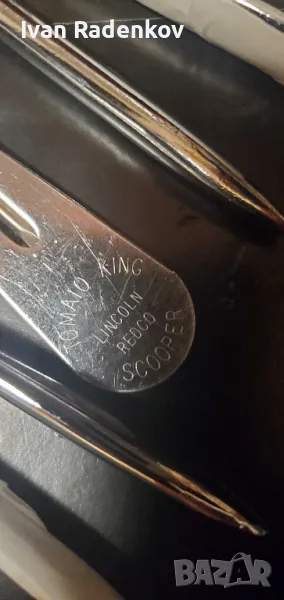 Ivan Radenkov
TOMATO KING
LINCOLN
REDCO
SCOOPER
BAZAR